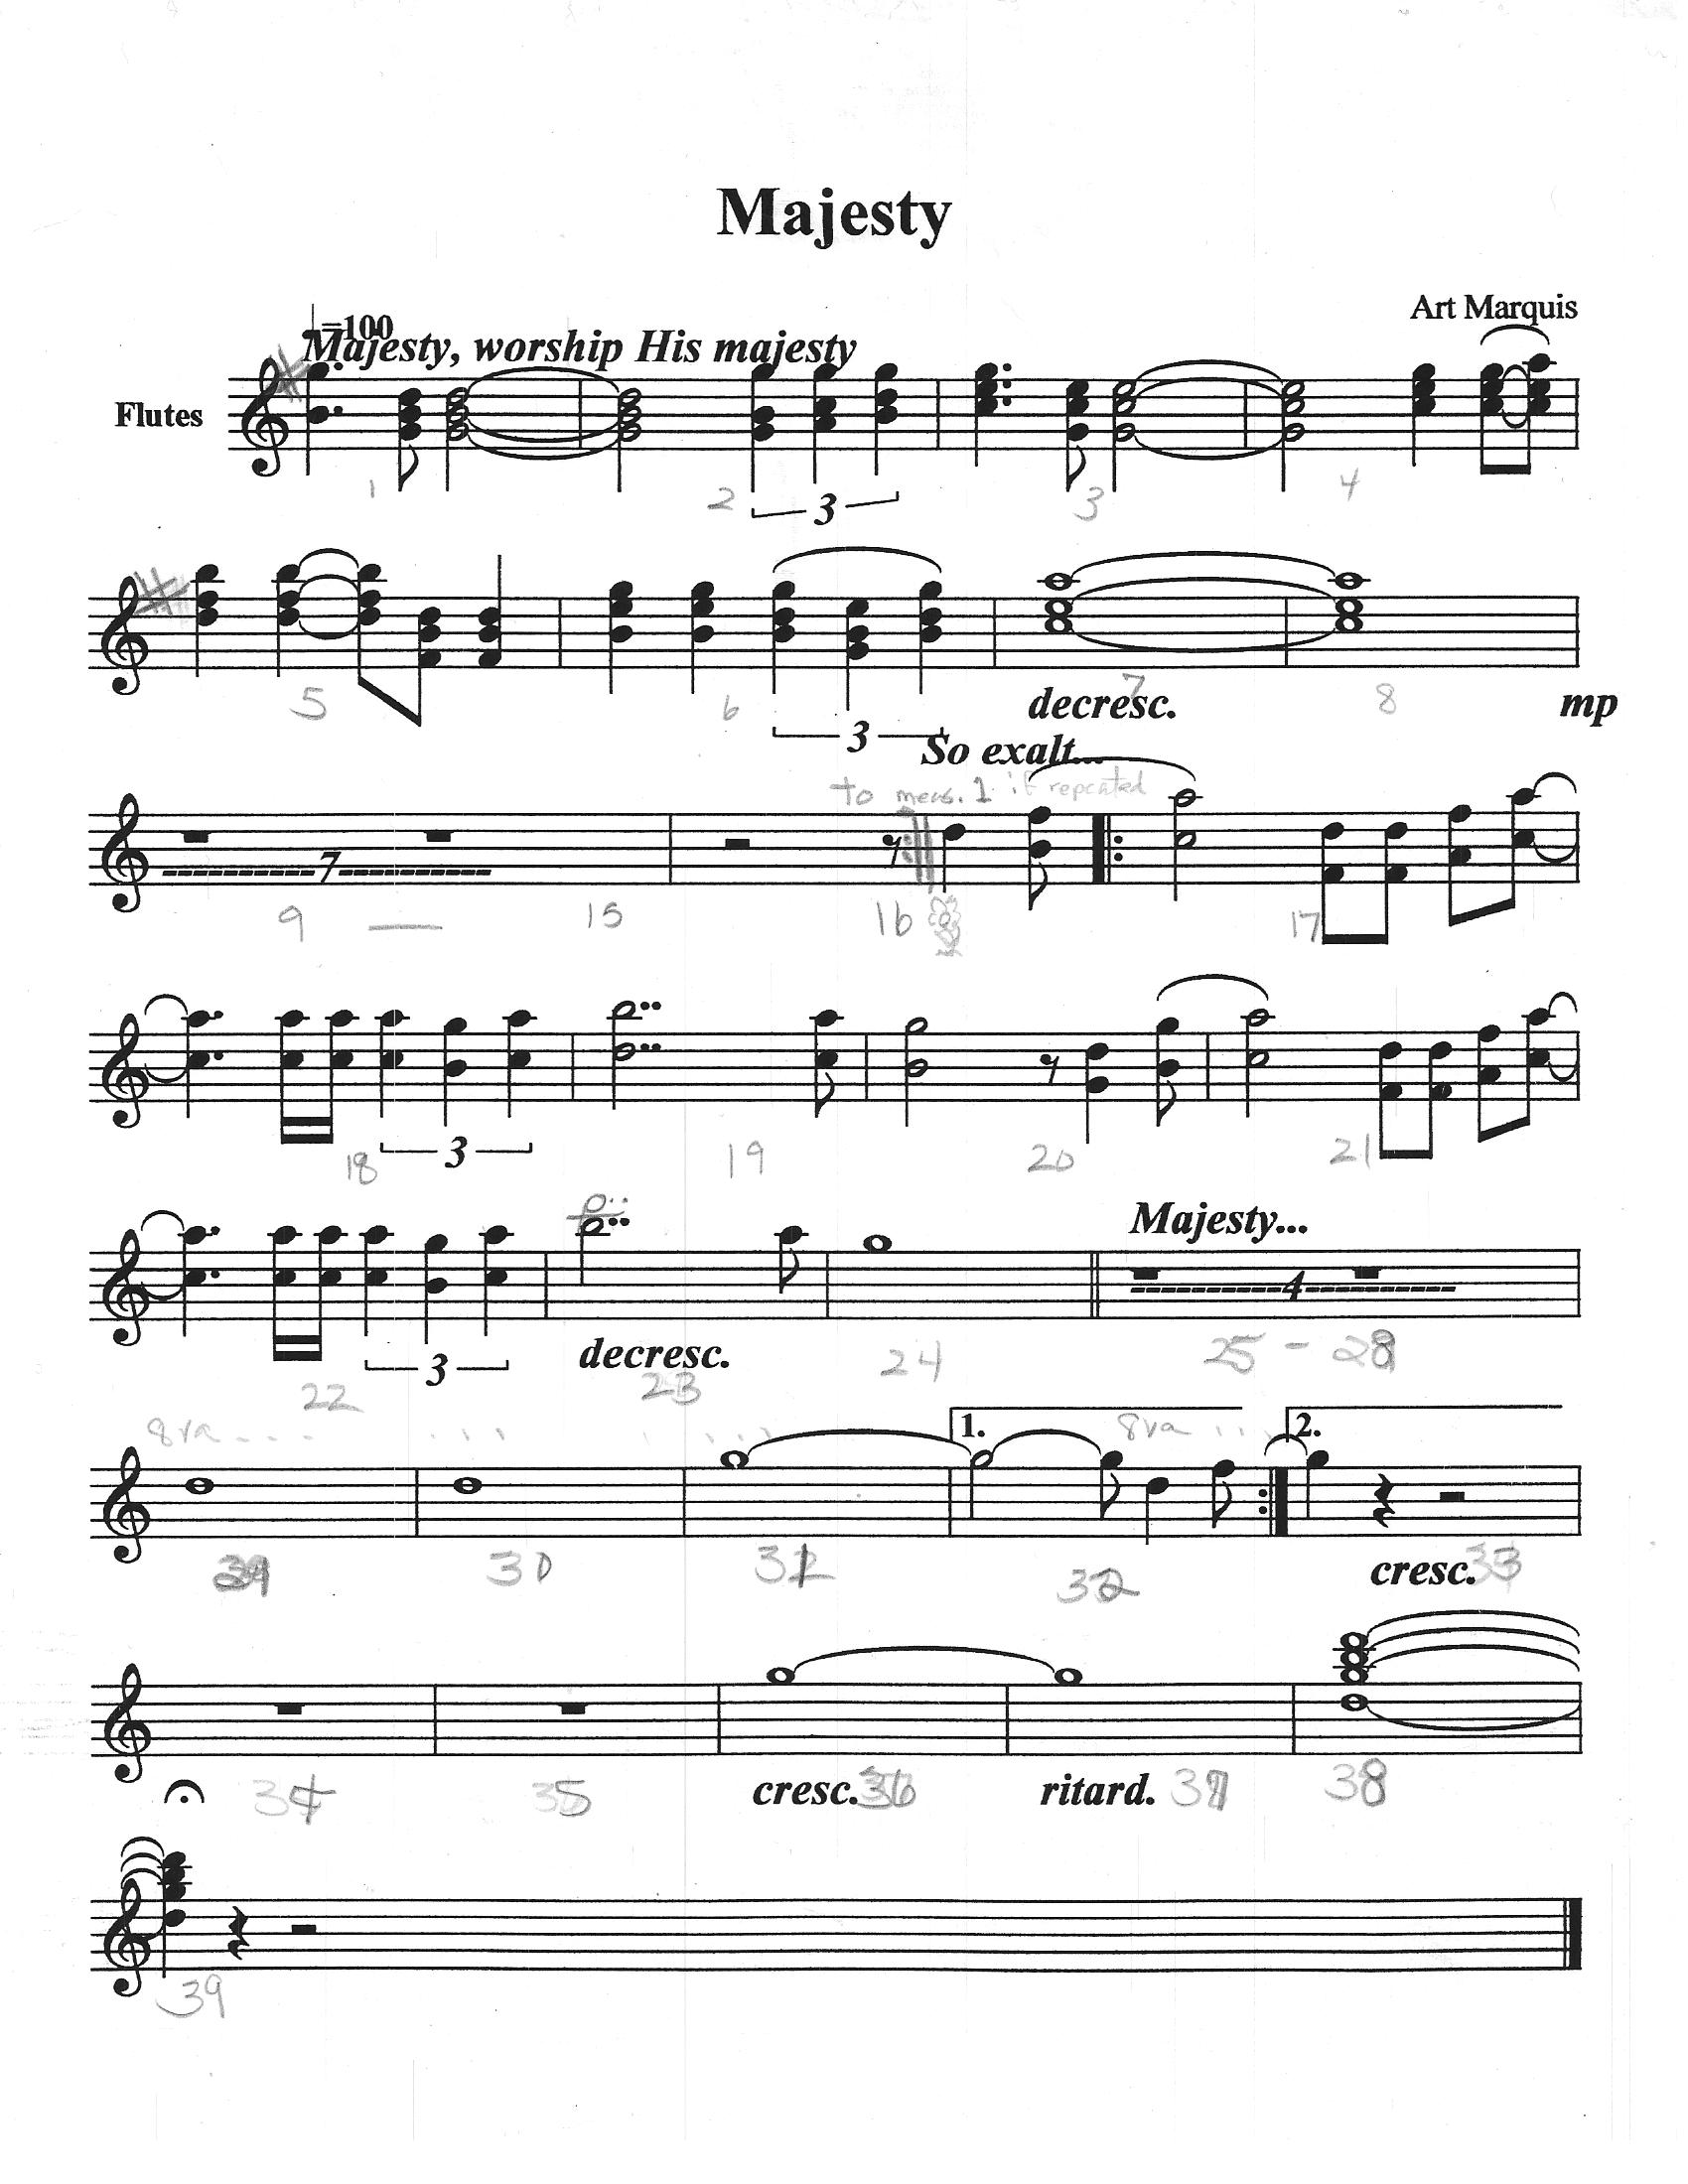 Majesty
Art Marquis
=100
Majesty, worship His majesty
Flutes
1 2 3 3 4
5 6 decresc. 7 8 mp
3
So exalt...
to meas. 1 if repeated
7
9 — 15 16 17
18 3 19 20 21
Majesty...
3 decresc. 4
22 23 24 25 - 28
8va 1. 8va 2.
30 32 cresc. 33
34 35 cresc. 36 ritard. 37 38
39